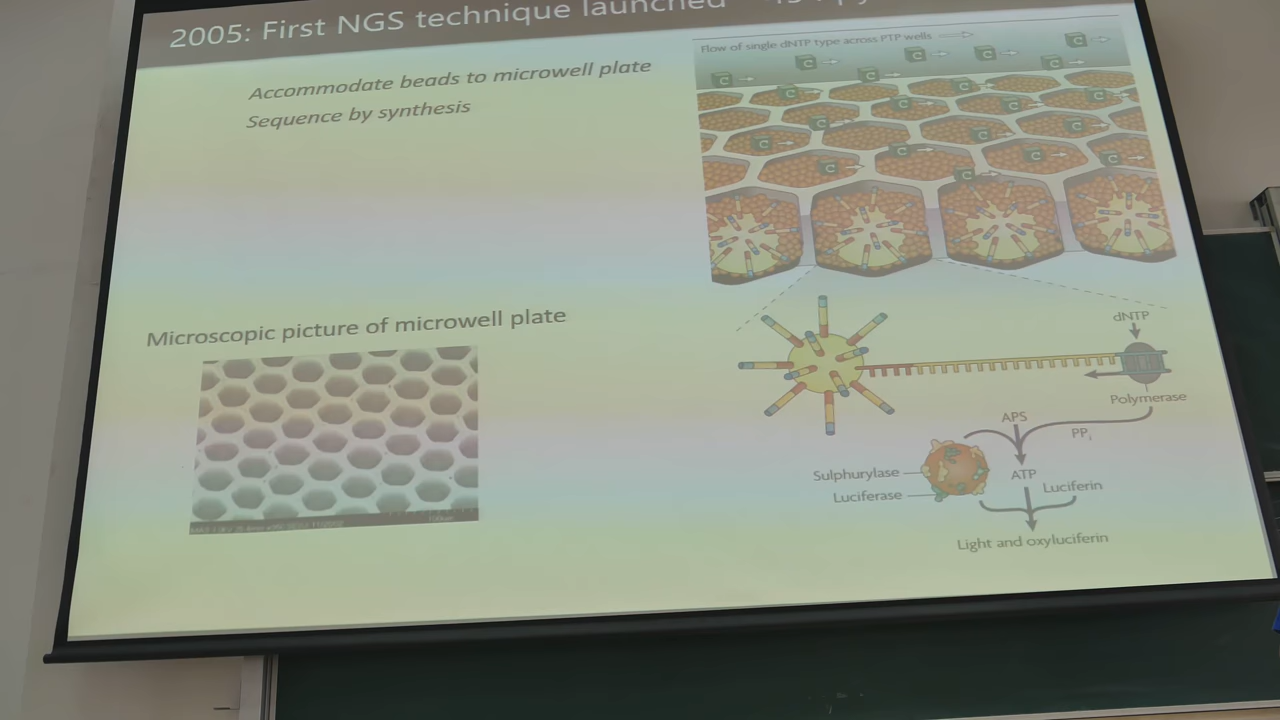 2005: First NGS technique launched
Accommodate beads to microwell plate
Sequence by synthesis
Flow of single dNTP type across PTP wells
C C C C C C
C C C C C C C C C C C C
Microscopic picture of microwell plate
dNTP
Polymerase
APS
PPi
Sulphurylase
ATP
Luciferase
Luciferin
Light and oxyluciferin